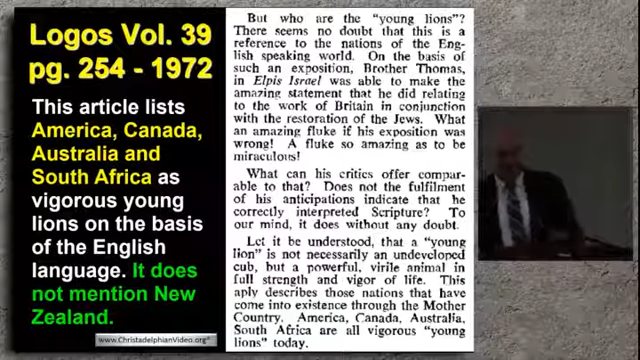 Logos Vol. 39
pg. 254 - 1972
This article lists
America, Canada,
Australia and
South Africa as
vigorous young
lions on the basis
of the English
language. It does
not mention New
Zealand.
www.ChristadelphianVideo.org°
But who are the "young lions"?
There seems no doubt that this is a
reference to the nations of the Eng-
lish speaking world. On the basis of
such an exposition, Brother Thomas,
in Elpis Israel was able to make the
amazing statement that he did relating
to the work of Britain in conjunction
with the restoration of the Jews. What
an amazing fluke if his exposition was
wrong! A fluke so amazing as to be
miraculous!
What can his critics offer compar-
able to that? Does not the fulfilment
of his anticipations indicate that he
correctly interpreted Scripture? To
our mind, it does without any doubt.
Let it be understood, that a "young
lion" is not necessarily an undeveloped
cub, but a powerful, virile animal in
full strength and vigor of life. This
aply describes those nations that have
come into existence through the Mother
Country. America, Canada, Australia,
South Africa are all vigorous "young
lions" today.